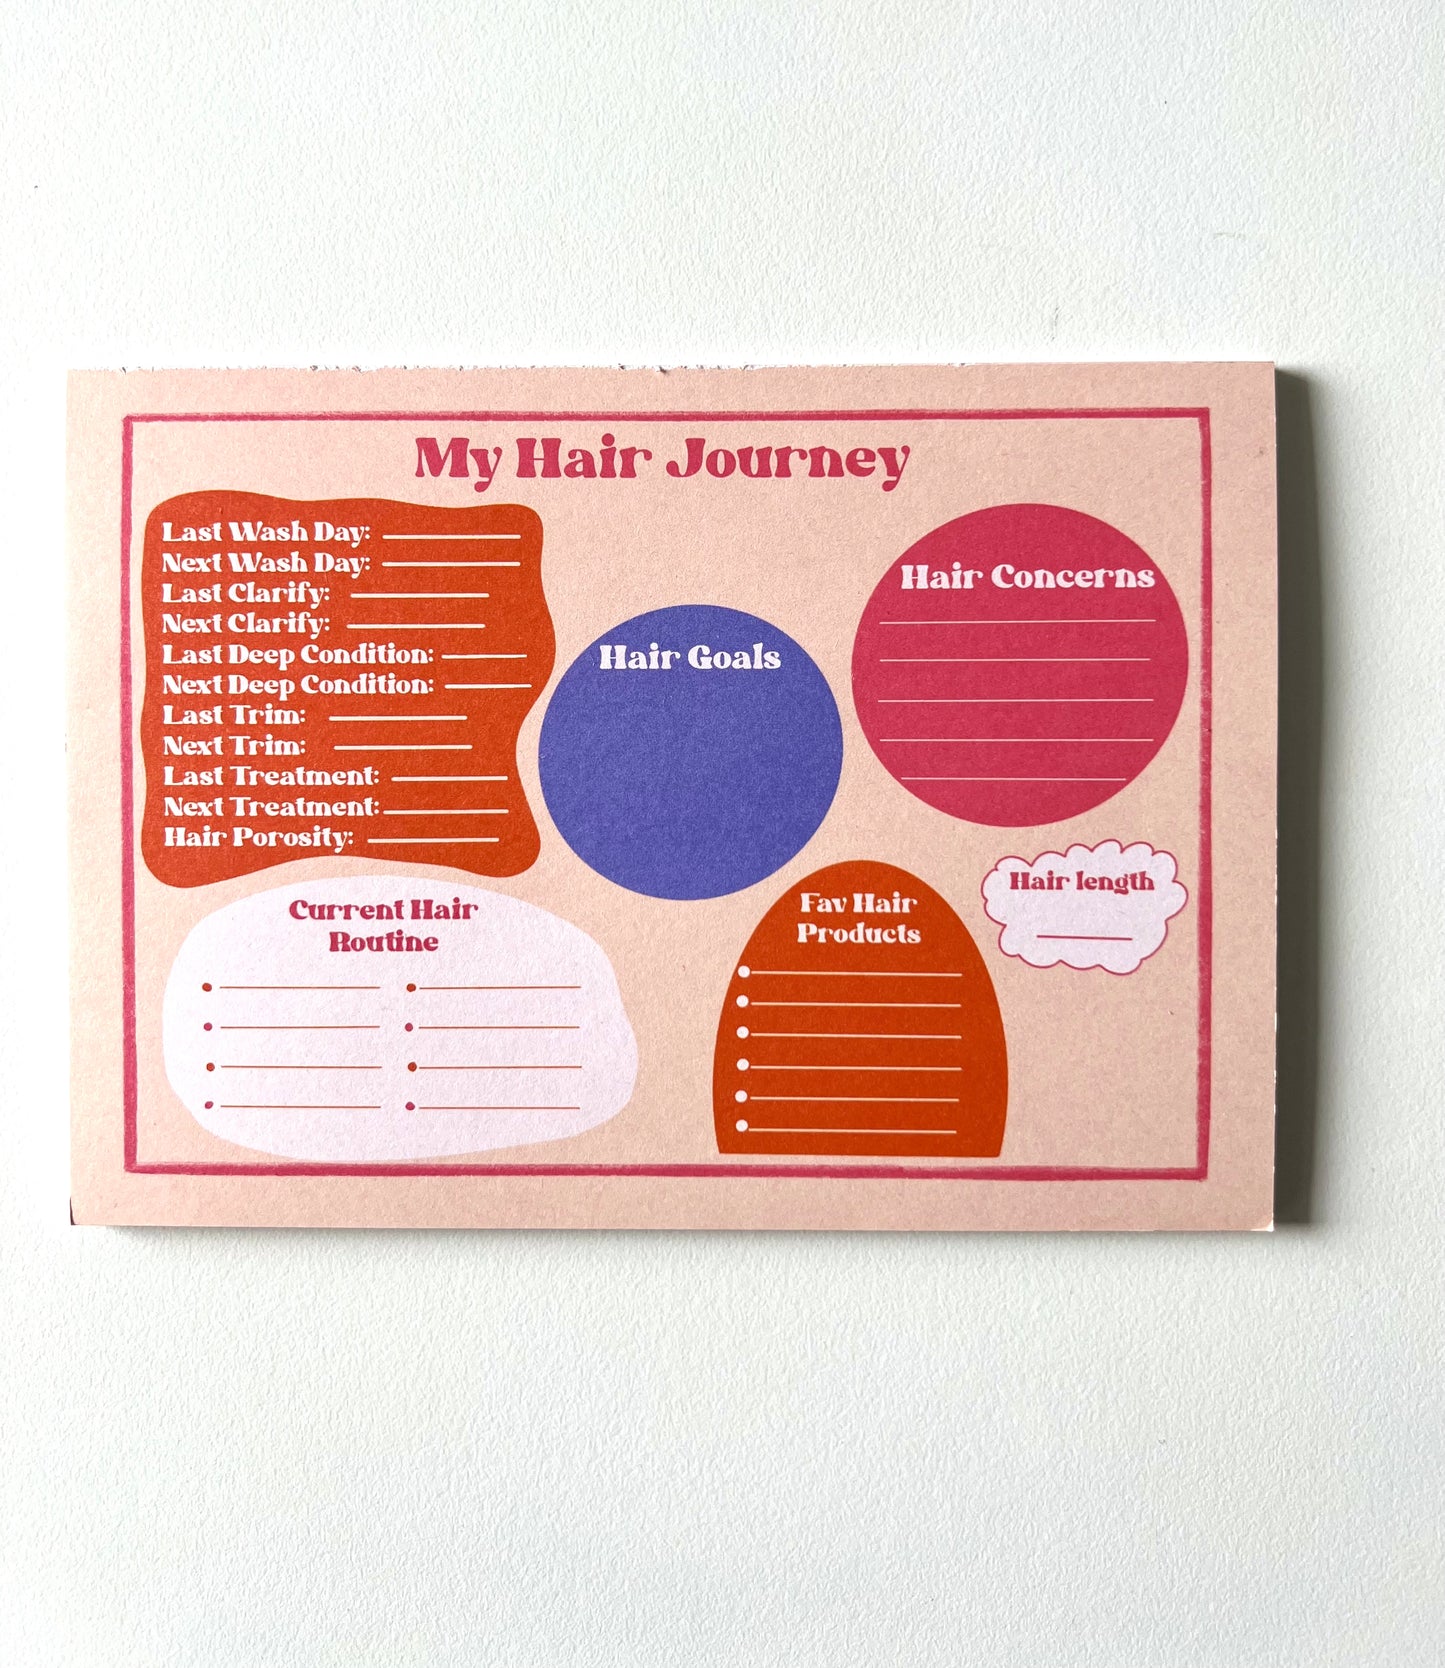 My Hair Journey
Last Wash Day:
Next Wash Day:
Last Clarify:
Next Clarify:
Last Deep Condition:
Next Deep Condition:
Last Trim:
Next Trim:
Last Treatment:
Next Treatment:
Hair Porosity:
Hair Goals
Hair Concerns
Current Hair
Routine
Fav Hair
Products
Hair length